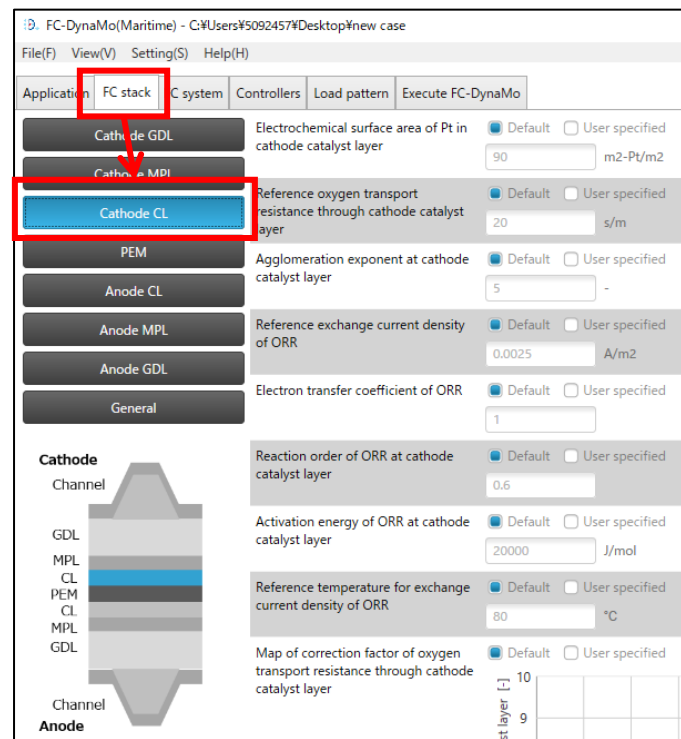 FC-DynaMo(Maritime) - C:¥Users¥5092457¥Desktop¥new case
File(F) View(V) Setting(S) Help(H)
Application FC stack C system Controllers Load pattern Execute FC-DynaMo
Cathode GDL
Cathode MPL
Cathode CL
PEM
Anode CL
Anode MPL
Anode GDL
General
Electrochemical surface area of Pt in
cathode catalyst layer
Default User specified
90 m2-Pt/m2
Reference oxygen transport
resistance through cathode catalyst
layer
Default User specified
20 s/m
Agglomeration exponent at cathode
catalyst layer
Default User specified
5 -
Reference exchange current density
of ORR
Default User specified
0.0025 A/m2
Electron transfer coefficient of ORR
Default User specified
1
Reaction order of ORR at cathode
catalyst layer
Default User specified
0.6
Activation energy of ORR at cathode
catalyst layer
Default User specified
20000 J/mol
Reference temperature for exchange
current density of ORR
Default User specified
80 °C
Map of correction factor of oxygen
transport resistance through cathode
catalyst layer
Default User specified
10
9
st layer [-]
Cathode
Channel
GDL
MPL
CL
PEM
CL
MPL
GDL
Channel
Anode